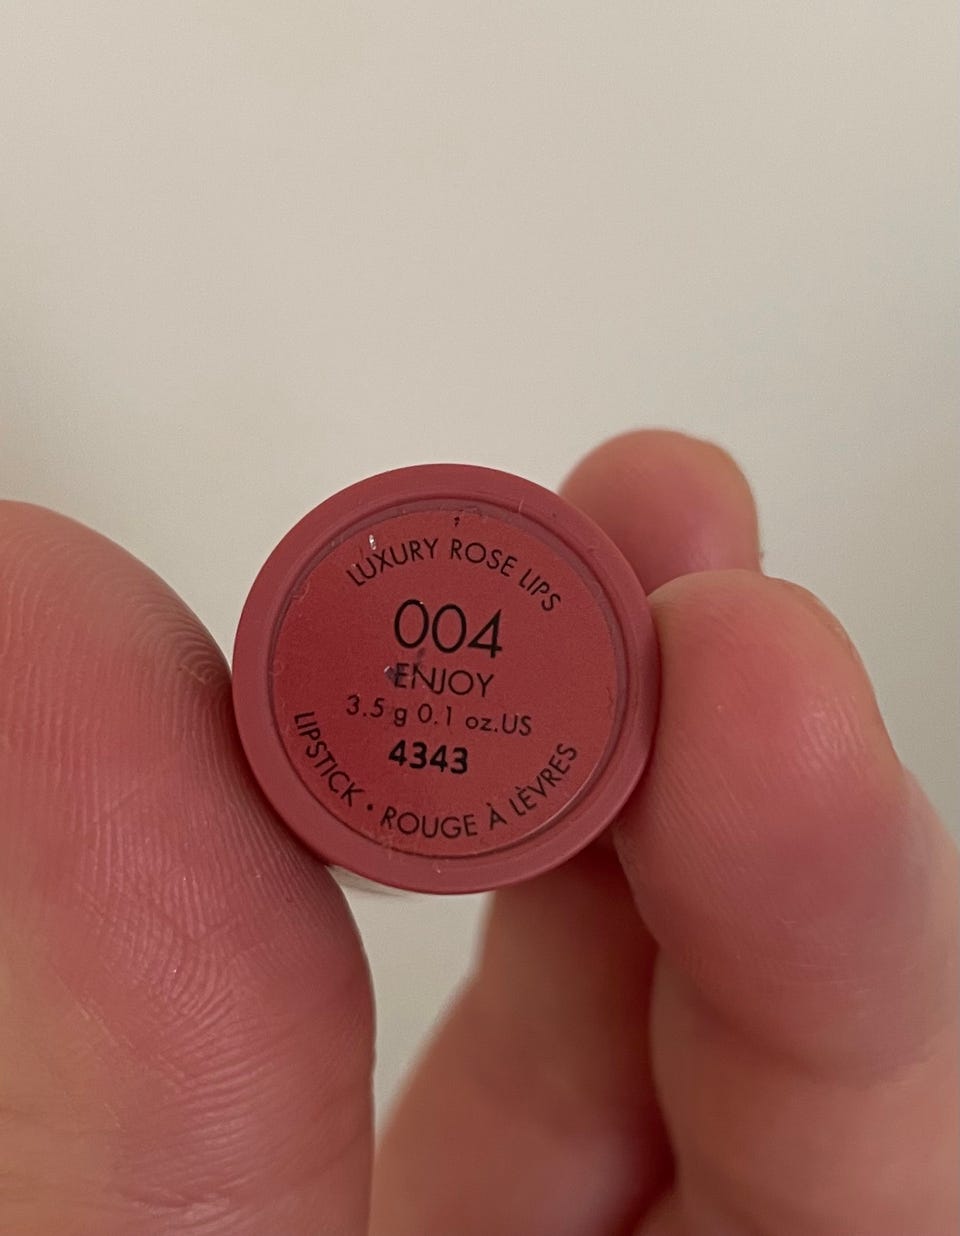 LUXURY ROSE LIPS
004
ENJOY
3.5 g 0.1 oz.US
4343
LIPSTICK • ROUGE À LÈVRES